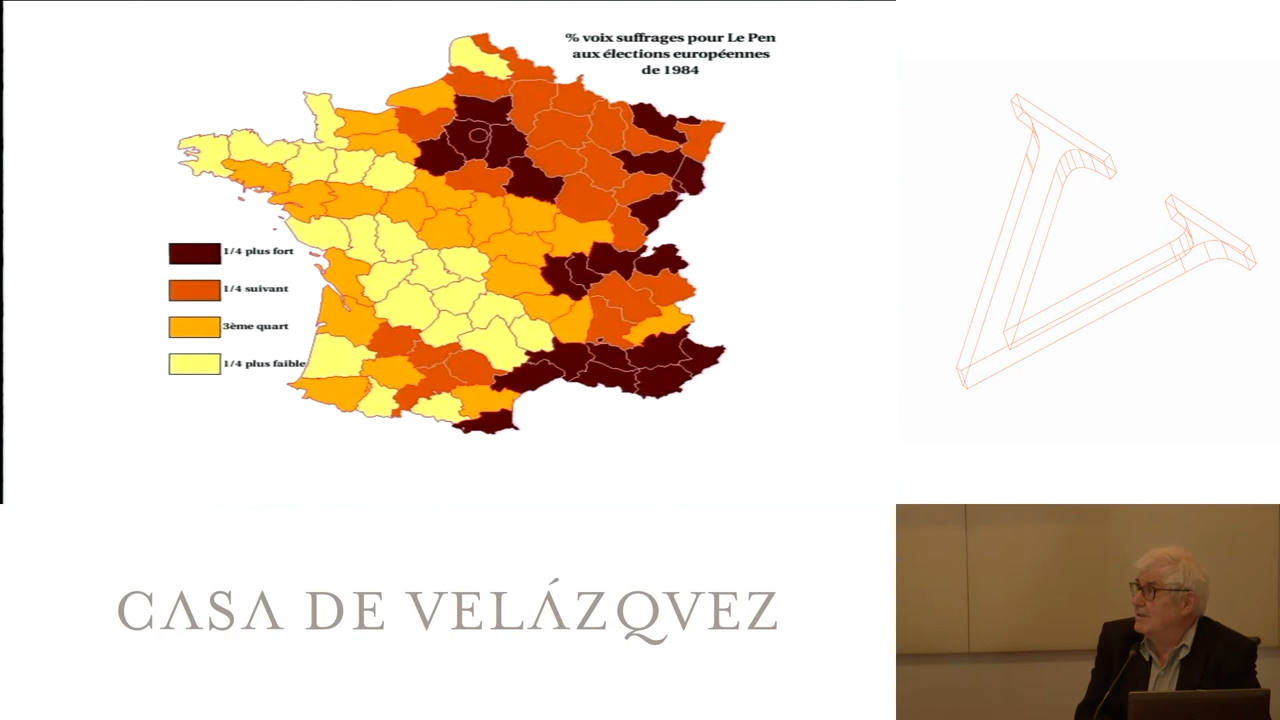 % voix suffrages pour Le Pen
aux élections européennes
de 1984
1/4 plus fort
1/4 suivant
3ème quart
1/4 plus faible
CASA DE VELÁZQVEZ